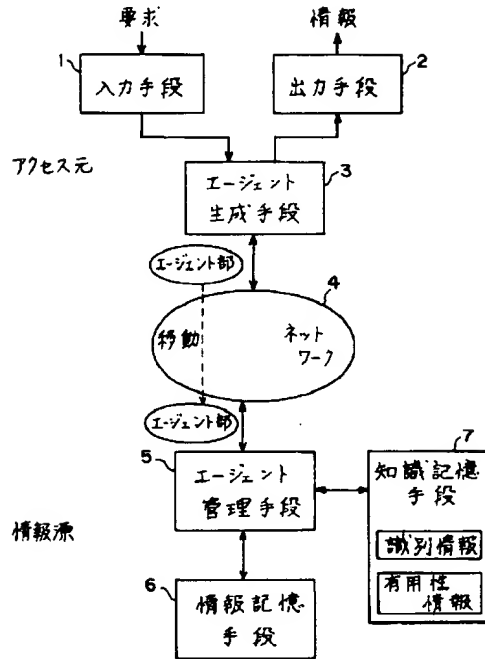 要求
情報
1
2
入力手段
出力手段
アクセス元
3
エージェント
生成手段
エージェント部
4
移動
ネット
ワーク
エージェント部
5
エージェント
管理手段
7
知識記憶
手段
識別情報
有用性
情報
情報源
6
情報記憶
手段